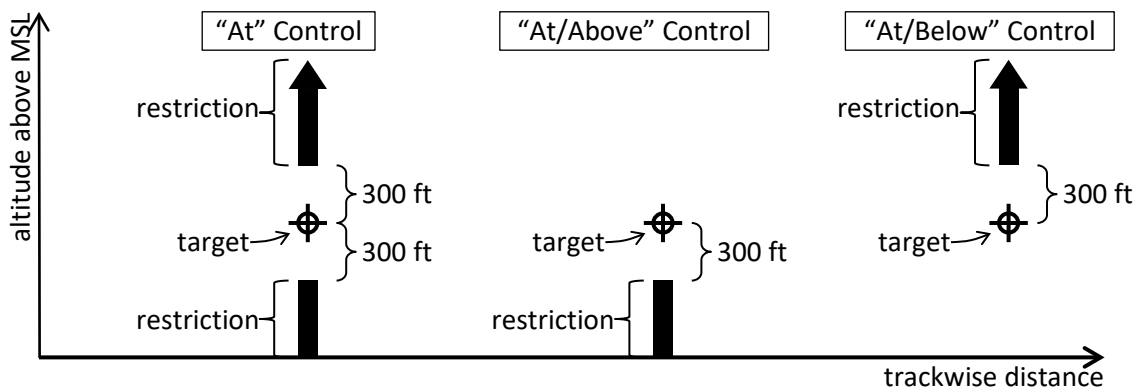 “At” Control
“At/Above” Control
“At/Below” Control
altitude above MSL
restriction
restriction
300 ft
300 ft
target
300 ft
target
300 ft
target
restriction
restriction
trackwise distance